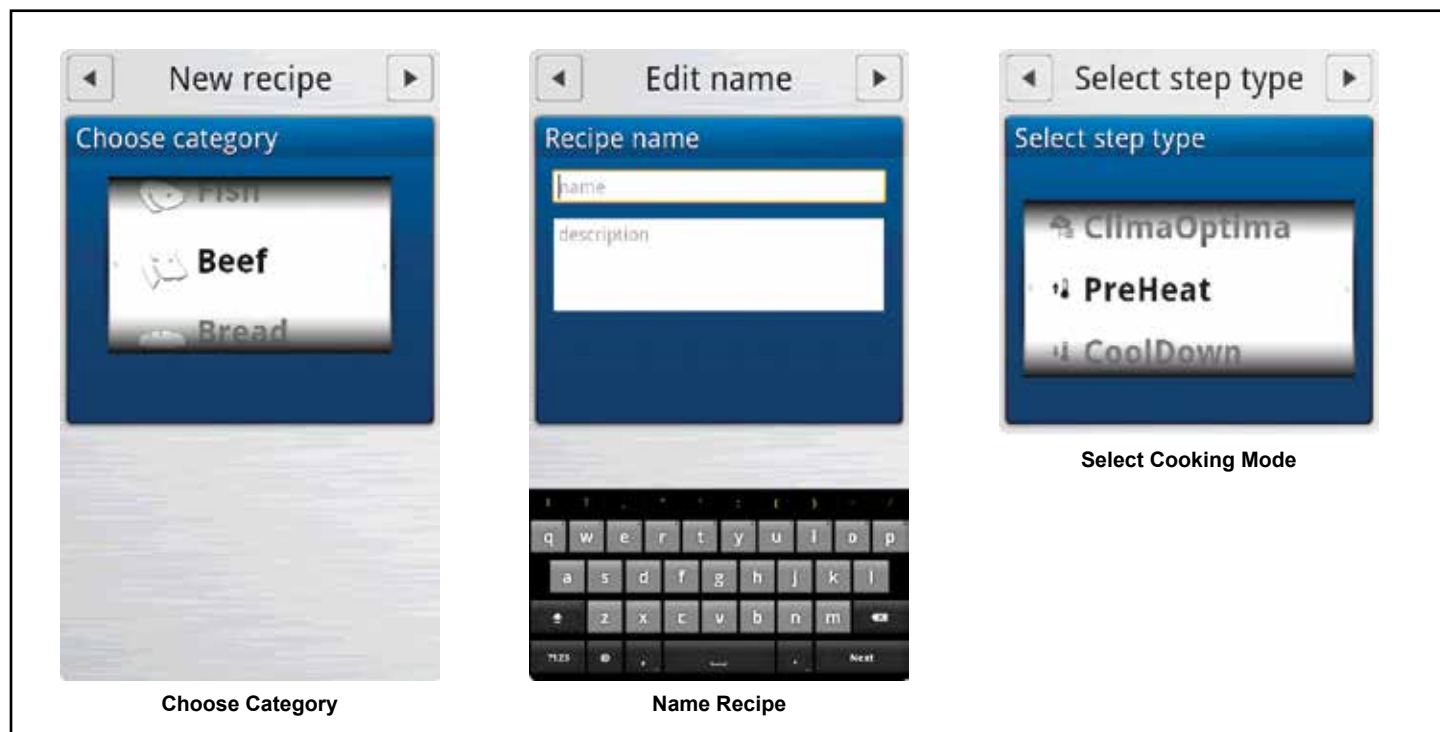 New recipe
Choose category
Fish
Beef
Bread
Choose Category
Edit name
Recipe name
name
description
q w e r t y u i o p
a s d f g h j k l
z x c v b n m
?123 , . Next
Name Recipe
Select step type
Select step type
ClimaOptima
PreHeat
CoolDown
Select Cooking Mode